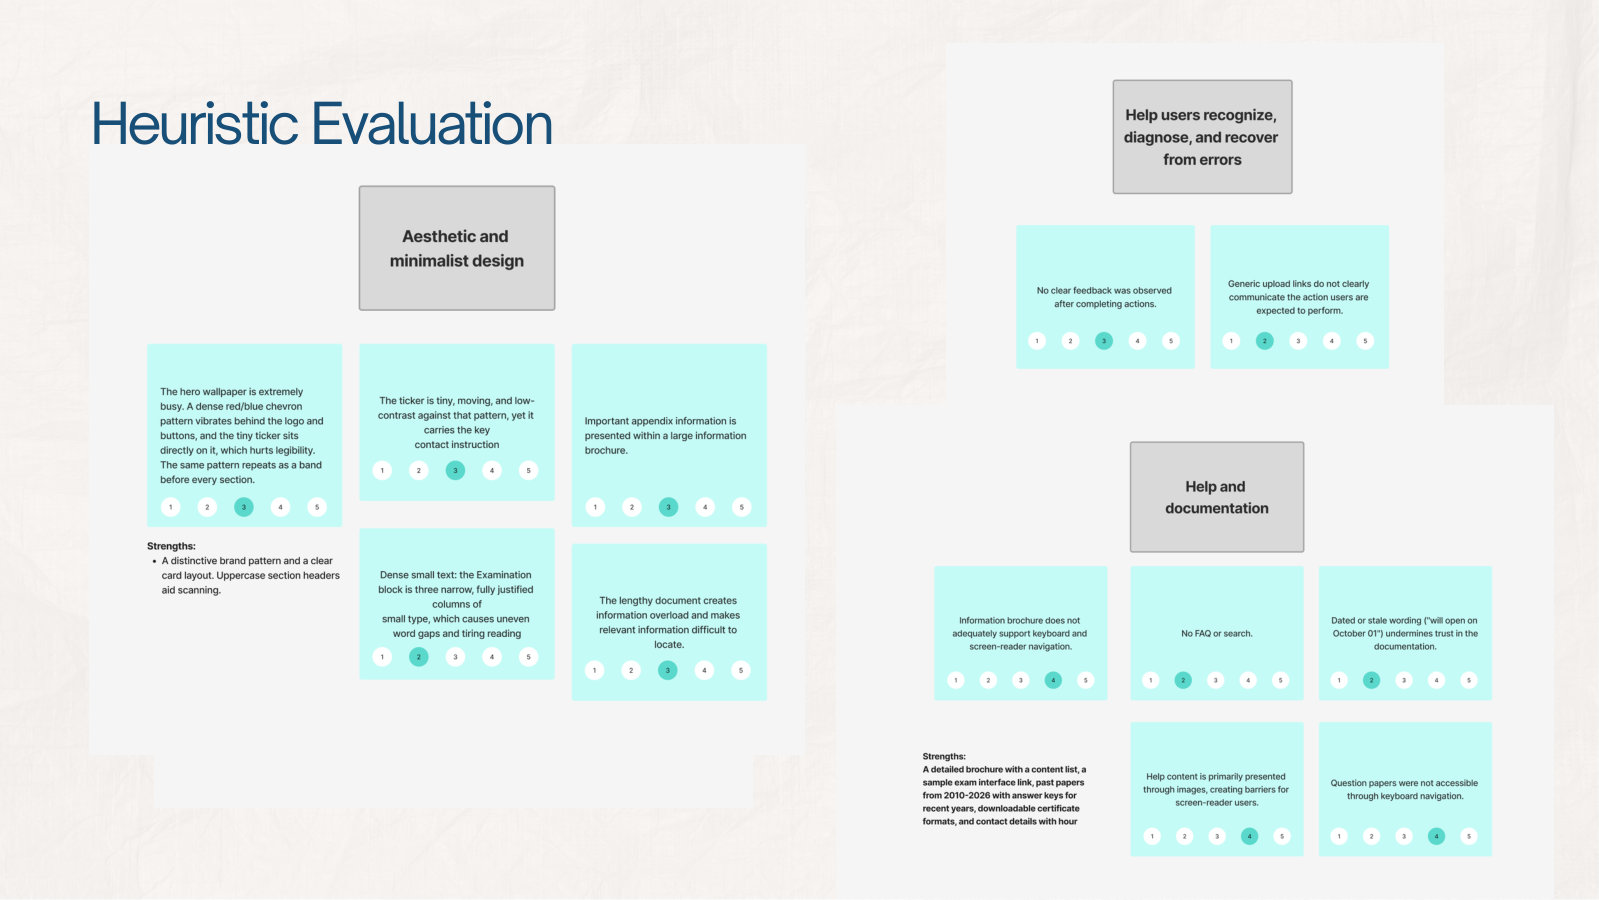 Heuristic Evaluation
Aesthetic and
minimalist design
The hero wallpaper is extremely
busy. A dense red/blue chevron
pattern vibrates behind the logo and
buttons, and the tiny ticker sits
directly on it, which hurts legibility.
The same pattern repeats as a band
before every section.
1 2 3 4 5
Strengths:
• A distinctive brand pattern and a clear
card layout. Uppercase section headers
aid scanning.
The ticker is tiny, moving, and low-
contrast against that pattern, yet it
carries the key
contact instruction
1 2 3 4 5
Dense small text: the Examination
block is three narrow, fully justified
columns of
small type, which causes uneven
word gaps and tiring reading
1 2 3 4 5
Important appendix information is
presented within a large information
brochure.
1 2 3 4 5
The lengthy document creates
information overload and makes
relevant information difficult to
locate.
1 2 3 4 5
Help users recognize,
diagnose, and recover
from errors
No clear feedback was observed
after completing actions.
1 2 3 4 5
Generic upload links do not clearly
communicate the action users are
expected to perform.
1 2 3 4 5
Help and
documentation
Information brochure does not
adequately support keyboard and
screen-reader navigation.
1 2 3 4 5
No FAQ or search.
1 2 3 4 5
Dated or stale wording ("will open on
October 01") undermines trust in the
documentation.
1 2 3 4 5
Strengths:
A detailed brochure with a content list, a
sample exam interface link, past papers
from 2010-2026 with answer keys for
recent years, downloadable certificate
formats, and contact details with hour
Help content is primarily presented
through images, creating barriers for
screen-reader users.
1 2 3 4 5
Question papers were not accessible
through keyboard navigation.
1 2 3 4 5